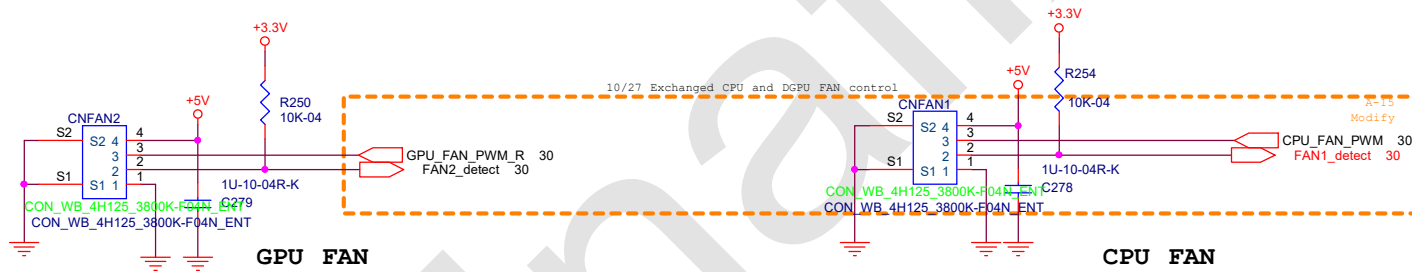 +3.3V
+3.3V
10/27 Exchanged CPU and DGPU FAN control
+5V
R250
10K-04
+5V
R254
10K-04
A-15
Modify
CNFAN2
S2
S2 4
4
3
3
2
2
S1
S1 1
1
GPU_FAN_PWM_R 30
FAN2_detect 30
1U-10-04R-K
C279
CON_WB_4H125_3800K-F04N_ENT
CON_WB_4H125_3800K-F04N_ENT
GPU FAN
CNFAN1
S2
S2 4
4
3
3
2
2
S1
S1 1
1
CPU_FAN_PWM 30
FAN1_detect 30
1U-10-04R-K
C278
CON_WB_4H125_3800K-F04N_ENT
CON_WB_4H125_3800K-F04N_ENT
CPU FAN